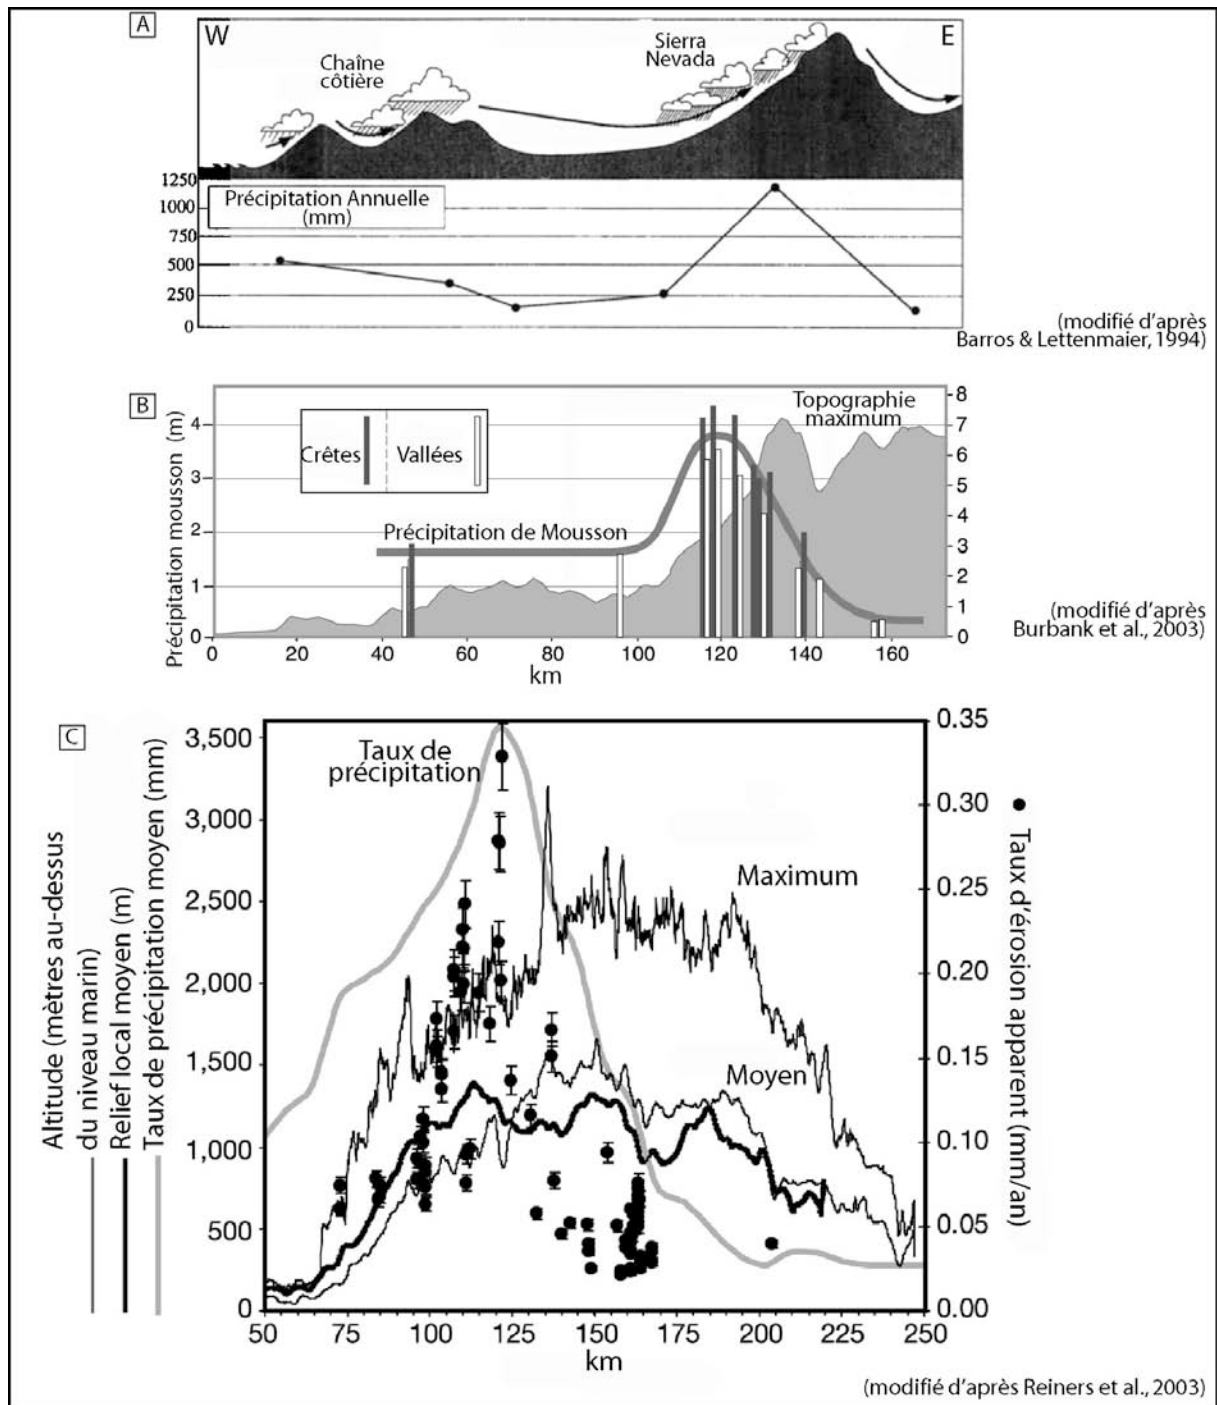 A
W
E
Chaîne
côtière
Sierra
Nevada
1250
1000
750
500
250
0
Précipitation Annuelle
(mm)
(modifié d'après
Barros & Lettenmaier, 1994)
B
Précipitation mousson (m)
4
3
2
1
0
Crêtes
Vallées
Précipitation de Mousson
Topographie
maximum
8
7
6
5
4
3
2
1
0
0 20 40 60 80 100 120 140 160
km
(modifié d'après
Burbank et al., 2003)
C
Altitude (mètres au-dessus
du niveau marin)
Relief local moyen (m)
Taux de précipitation moyen (mm)
3,500
3,000
2,500
2,000
1,500
1,000
500
0
Taux de
précipitation
Maximum
Moyen
0.35
0.30
0.25
0.20
0.15
0.10
0.05
0.00
Taux d'érosion apparent (mm/an)
50 75 100 125 150 175 200 225 250
km
(modifié d'après Reiners et al., 2003)